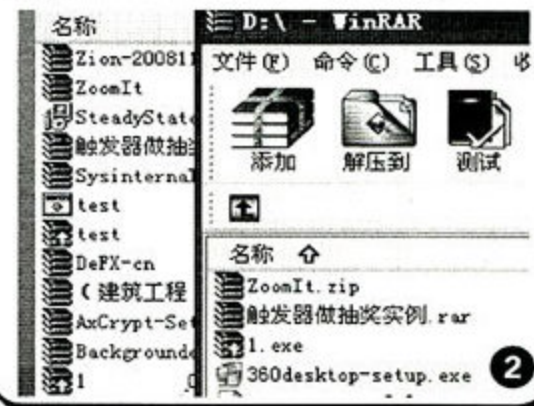 名称
Zion-200811
ZoomIt
SteadyState
触发器做抽奖
Sysinternal
test
test
DeFX-cn
(建筑工程
AxCrypt-Set
Backgrounde
1
D:\ - WinRAR
文件(F) 命令(C) 工具(S) 收
添加 解压到 测试
名称
ZoomIt.zip
触发器做抽奖实例.rar
1.exe
360desktop-setup.exe
2